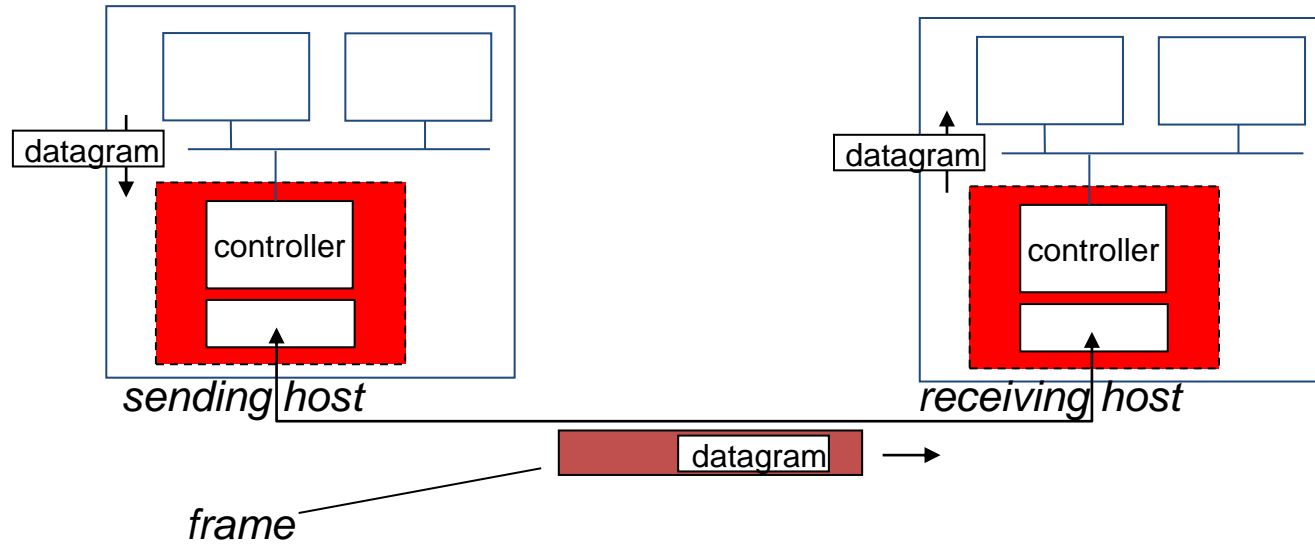 datagram
datagram
controller
controller
sending host
receiving host
datagram
frame